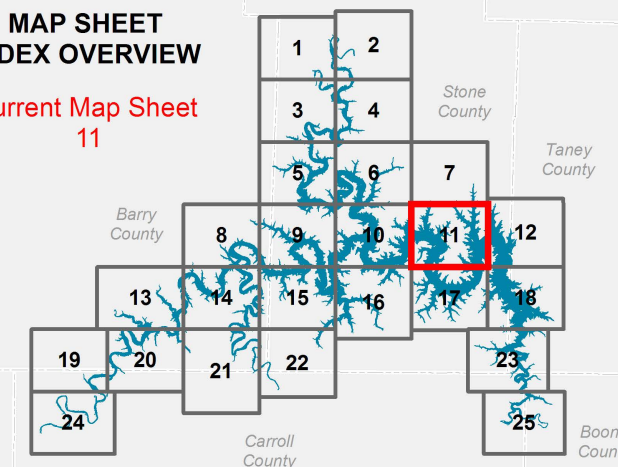 MAP SHEET
DEX OVERVIEW
urrent Map Sheet
11
1
2
3
4
Stone
County
5
6
7
Taney
County
Barry
County
8
9
10
11
12
13
14
15
16
17
18
19
20
21
22
23
24
25
Carroll
County
Boon
Coun